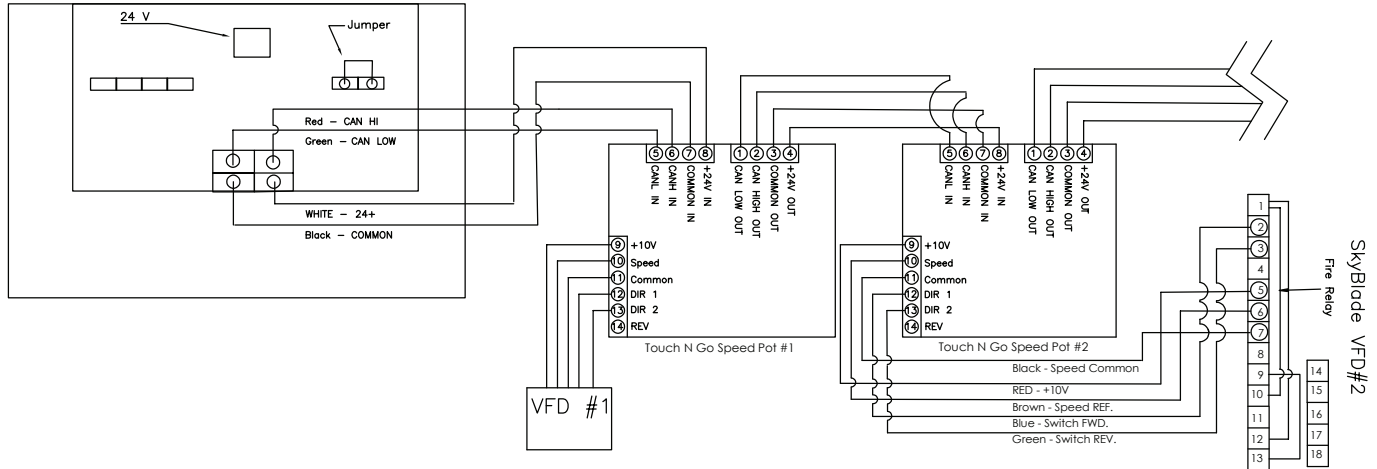 24 V
Jumper
Red – CAN HI
Green – CAN LOW
WHITE – 24+
Black – COMMON
5 6 7 8 1 2 3 4
CANL IN
CANH IN
COMMON IN
+24V IN
CAN LOW OUT
CAN HIGH OUT
COMMON OUT
+24V OUT
9 +10V
10 Speed
11 Common
12 DIR 1
13 DIR 2
14 REV
Touch N Go Speed Pot #1
VFD #1
5 6 7 8 1 2 3 4
CANL IN
CANH IN
COMMON IN
+24V IN
CAN LOW OUT
CAN HIGH OUT
COMMON OUT
+24V OUT
9 +10V
10 Speed
11 Common
12 DIR 1
13 DIR 2
14 REV
Touch N Go Speed Pot #2
Black - Speed Common
RED - +10V
Brown - Speed REF.
Blue - Switch FWD.
Green - Switch REV.
1
2
3
4
5
6
7
8
9
10
11
12
13
14
15
16
17
18
Fire Relay
SkyBlade VFD#2